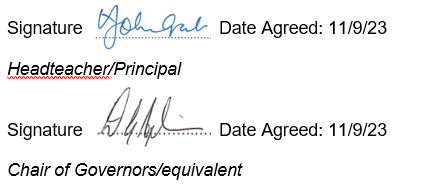 Signature Date Agreed: 11/9/23
Headteacher/Principal
Signature Date Agreed: 11/9/23
Chair of Governors/equivalent